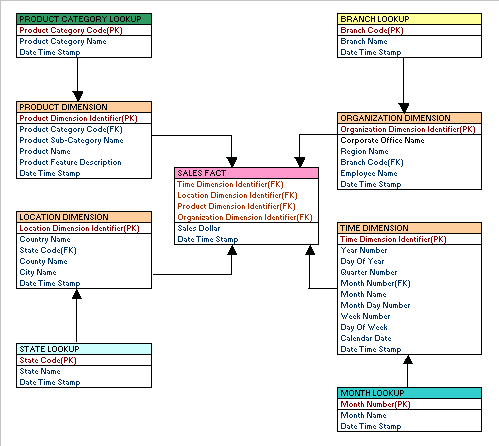 PRODUCT CATEGORY LOOKUP
Product Category Code(PK)
Product Category Name
Date Time Stamp
BRANCH LOOKUP
Branch Code(PK)
Branch Name
Date Time Stamp
PRODUCT DIMENSION
Product Dimension Identifier(PK)
Product Category Code(FK)
Product Sub-Category Name
Product Name
Product Feature Description
Date Time Stamp
ORGANIZATION DIMENSION
Organization Dimension Identifier(PK)
Corporate Office Name
Region Name
Branch Code(FK)
Employee Name
Date Time Stamp
SALES FACT
Time Dimension Identifier(FK)
Location Dimension Identifier(FK)
Product Dimension Identifier(FK)
Organization Dimension Identifier(FK)
Sales Dollar
Date Time Stamp
LOCATION DIMENSION
Location Dimension Identifier(PK)
Country Name
State Code(FK)
County Name
City Name
Date Time Stamp
TIME DIMENSION
Time Dimension Identifier(PK)
Year Number
Day Of Year
Quarter Number
Month Number(FK)
Month Name
Month Day Number
Week Number
Day Of Week
Calendar Date
Date Time Stamp
STATE LOOKUP
State Code(PK)
State Name
Date Time Stamp
MONTH LOOKUP
Month Number(PK)
Month Name
Date Time Stamp